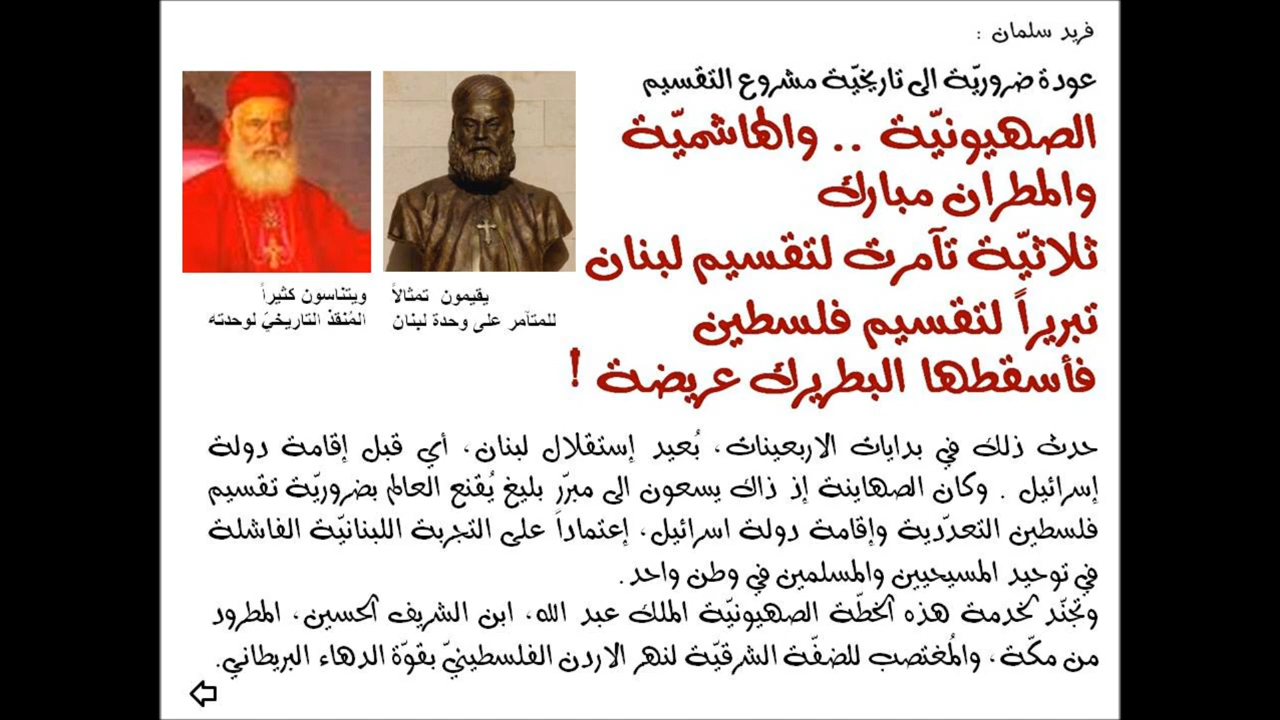 فريد سلمان :
عودة ضروريّة الى تاريخيّة مشروع التقسيم
الصهيونيّة .. والهاشميّة
والمطران مبارك
ثلاثيّة تآمرت لتقسيم لبنان
تبريراً لتقسيم فلسطين
فأسقطها البطريرك عريضة !
يقيمون تمثالاً
للمتآمر على وحدة لبنان
ويتناسون كثيراً
المُنقذ التاريخيّ لوحدته
حدث ذلك في بدايات الاربعينات، بُعيد إستقلال لبنان، أي قبل إقامة دولة
إسرائيل . وكان الصهاينة إذ ذاك يسعون الى مبرّر بليغ يُقنع العالم بضروريّة تقسيم
فلسطين التعدّدية وإقامة دولة اسرائيل، إعتماداً على التجربة اللبنانيّة الفاشلة
في توحيد المسيحيين والمسلمين في وطن واحد.
وتجنّد لخدمة هذه الخطّة الصهيونيّة الملك عبد الله، ابن الشريف الحسين، المطرود
من مكّة، والمُغتصب للضفّة الشرقيّة لنهر الاردن الفلسطينيّ بقوّة الدهاء البريطاني.